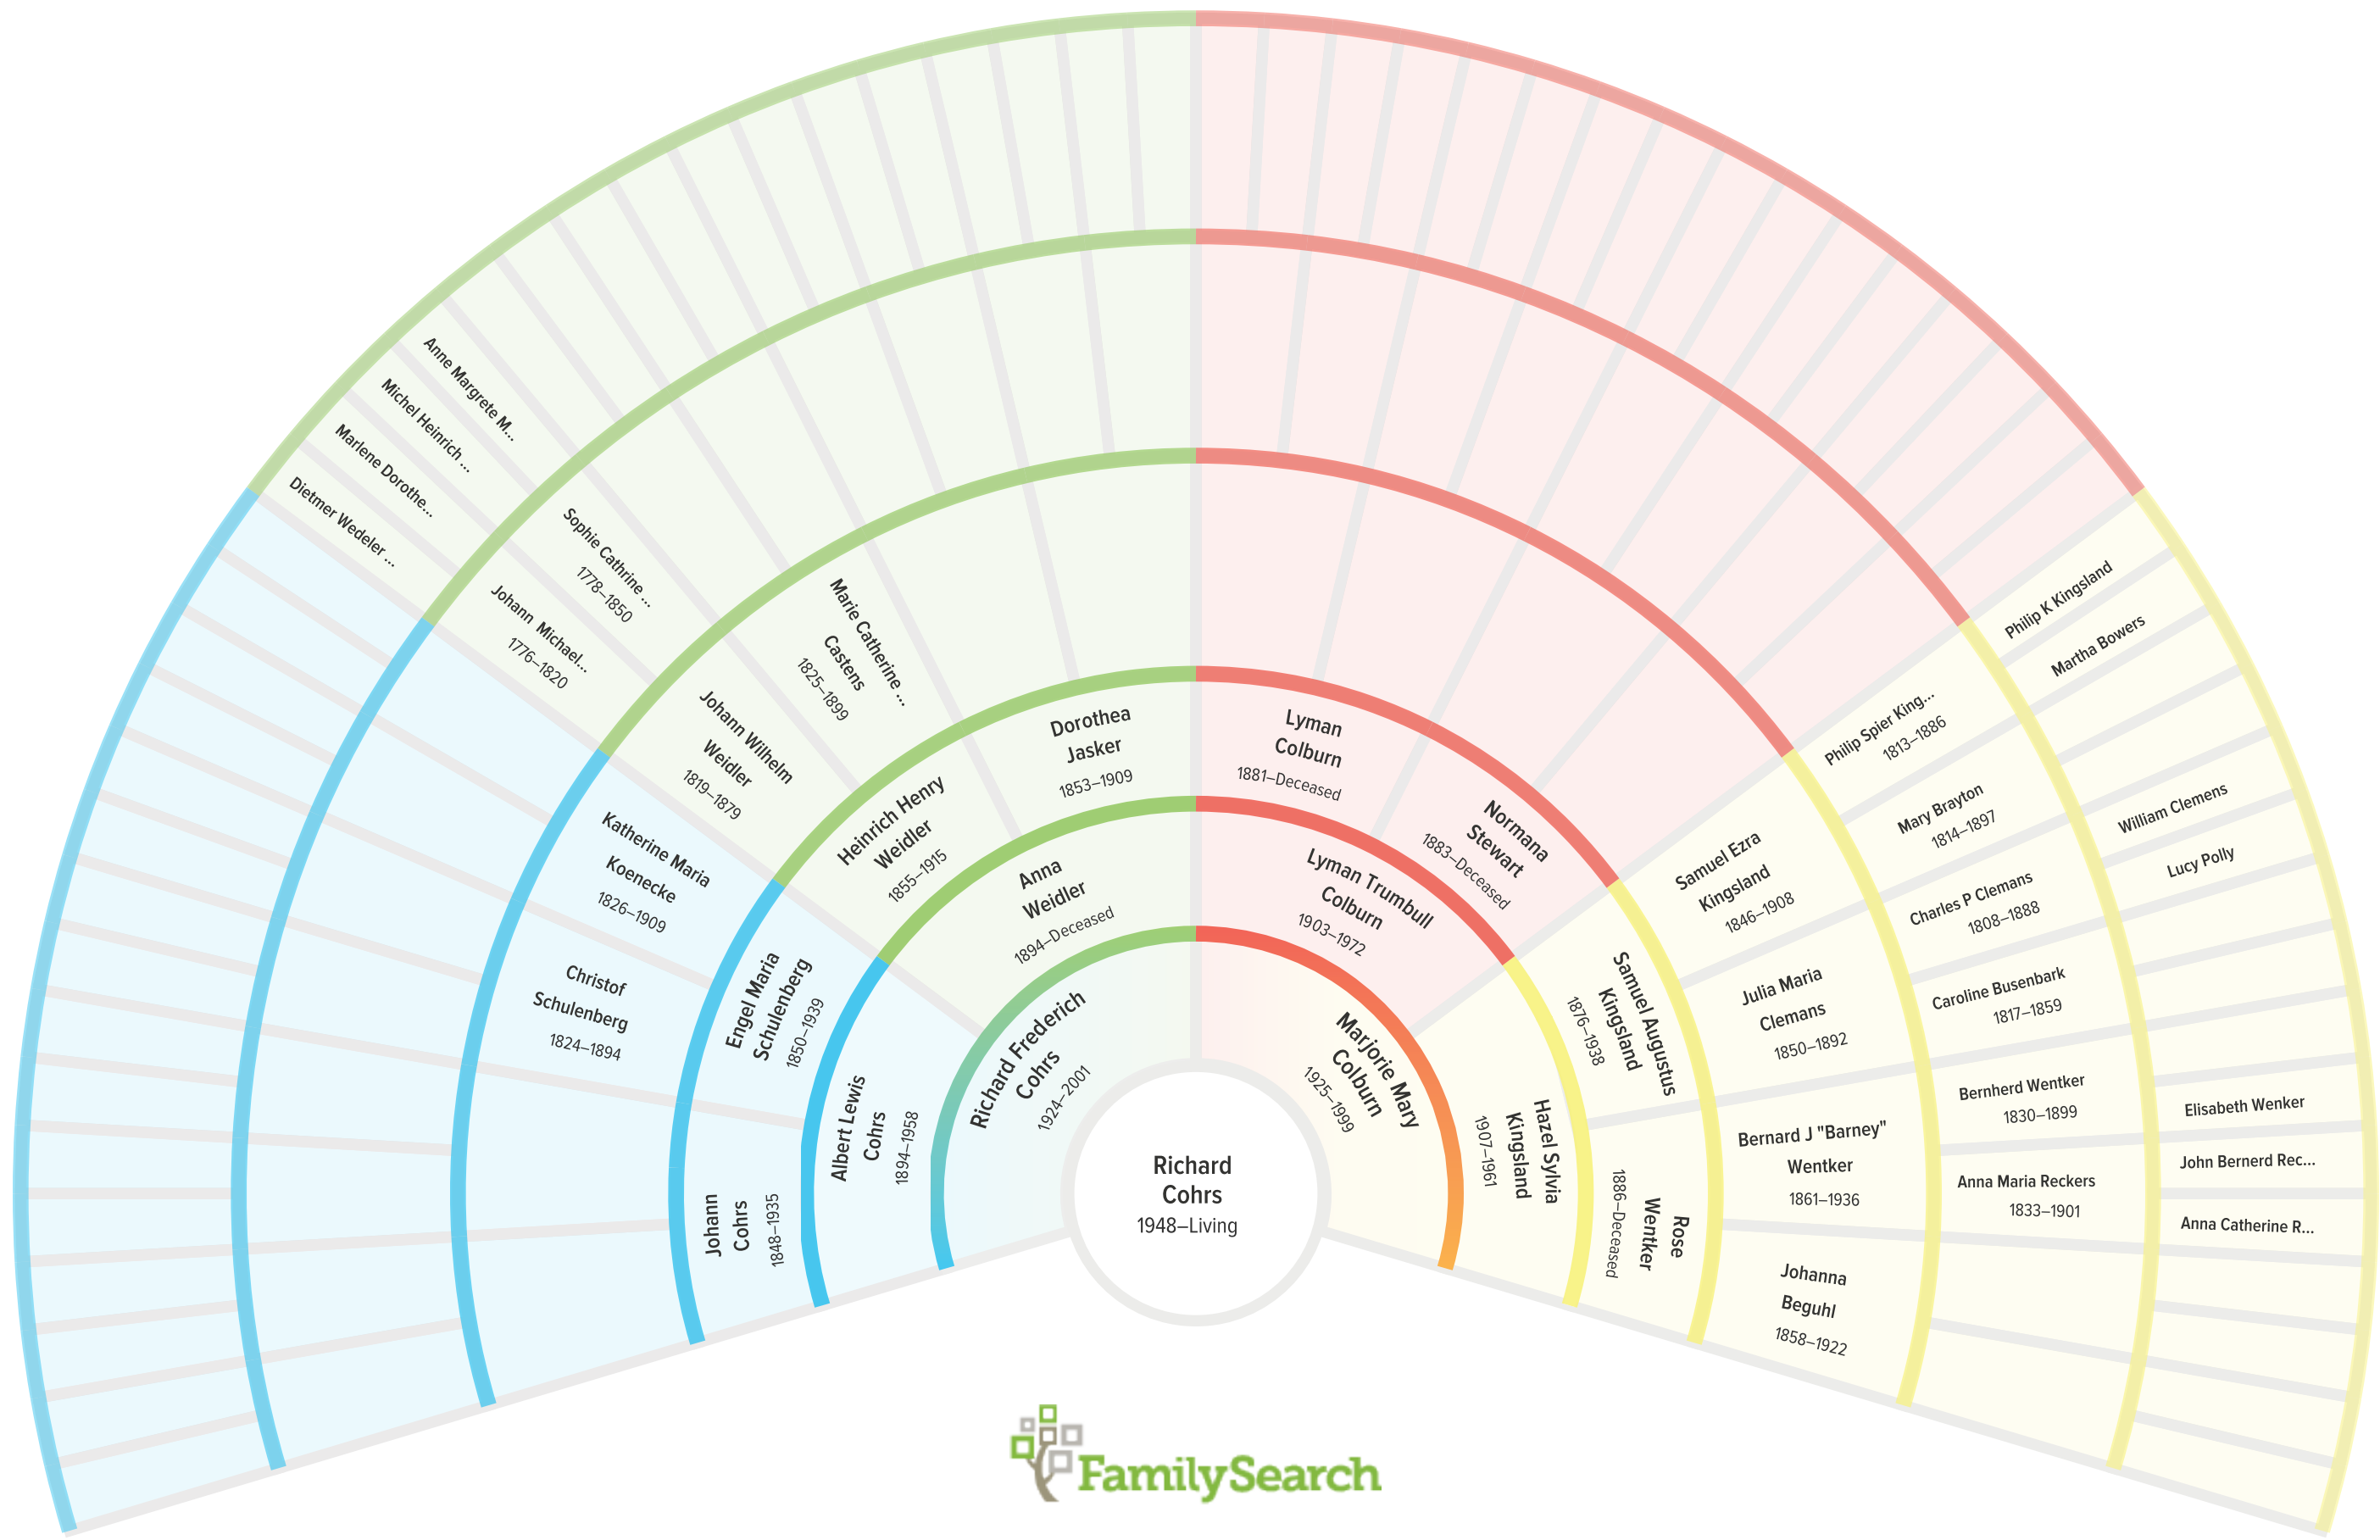 Richard
Cohrs
1948–Living
Richard Frederich
Cohrs
1924–2001
Marjorie Mary
Colburn
1925–1999
Albert Lewis
Cohrs
1894–1958
Anna
Weidler
1894–Deceased
Lyman Trumbull
Colburn
1903–1972
Hazel Sylvia
Kingsland
1907–1961
Johann
Cohrs
1848–1935
Engel Maria
Schulenberg
1850–1939
Heinrich Henry
Weidler
1855–1915
Dorothea
Jasker
1853–1909
Lyman
Colburn
1881–Deceased
Normana
Stewart
1883–Deceased
Samuel Augustus
Kingsland
1876–1938
Rose
Wentker
1886–Deceased
Christof
Schulenberg
1824–1894
Katherine Maria
Koenecke
1826–1909
Johann Wilhelm
Weidler
1819–1879
Marie Catherine ...
Castens
1825–1899
Samuel Ezra
Kingsland
1846–1908
Julia Maria
Clemans
1850–1892
Bernard J "Barney"
Wentker
1861–1936
Johanna
Beguhl
1858–1922
Johann Michael...
1776–1820
Sophie Cathrine ...
1778–1850
Philip Spier King...
1813–1886
Mary Brayton
1814–1897
Charles P Clemans
1808–1888
Caroline Busenbark
1817–1859
Bernherd Wentker
1830–1899
Anna Maria Reckers
1833–1901
Dietmer Wedeler ...
Marlene Dorothe...
Michel Heinrich ...
Anne Margrete M...
Philip K Kingsland
Martha Bowers
William Clemens
Lucy Polly
Elisabeth Wenker
John Bernerd Rec...
Anna Catherine R...
FamilySearch